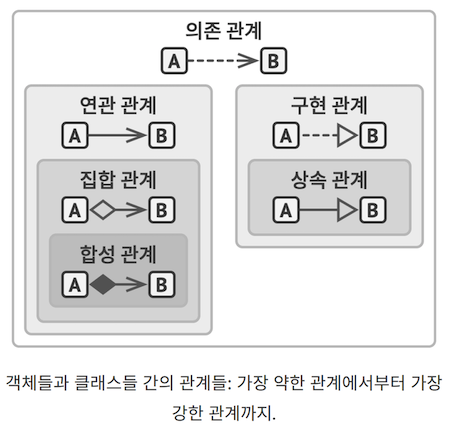 의존 관계
A B
연관 관계
A B
구현 관계
A B
집합 관계
A B
상속 관계
A B
합성 관계
A B
객체들과 클래스들 간의 관계들: 가장 약한 관계에서부터 가장
강한 관계까지.